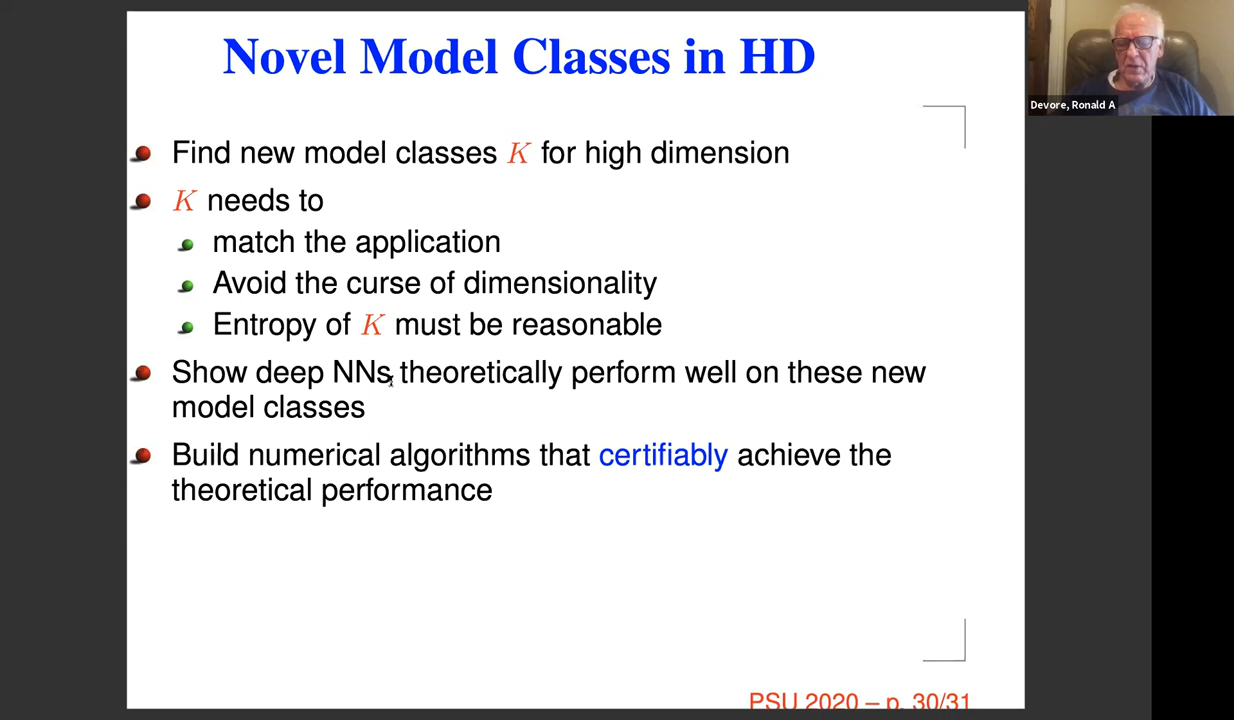 Novel Model Classes in HD
Devore, Ronald A
Find new model classes K for high dimension
K needs to
match the application
Avoid the curse of dimensionality
Entropy of K must be reasonable
Show deep NNs theoretically perform well on these new
model classes
Build numerical algorithms that certifiably achieve the
theoretical performance
PSU 2020 – p. 30/31